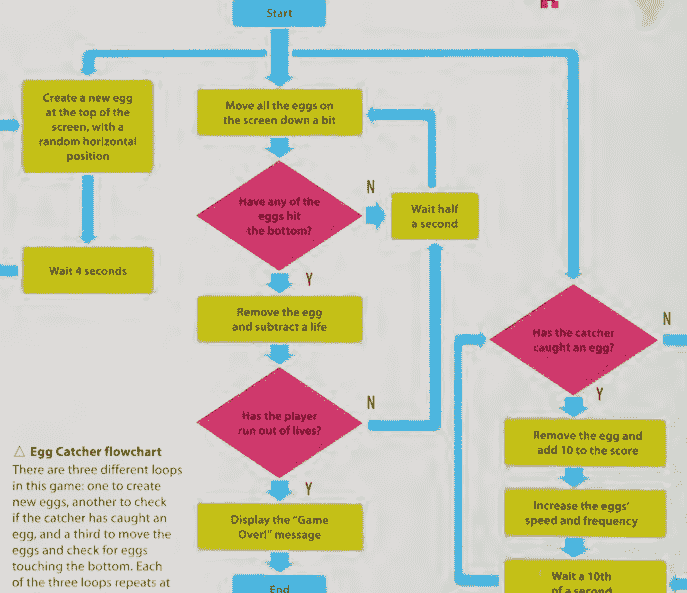 Start
Create a new egg
at the top of the
screen, with a
random horizontal
position
Wait 4 seconds
Move all the eggs on
the screen down a bit
Have any of the
eggs hit
the bottom?
N
Wait half
a second
Y
Remove the egg
and subtract a life
Has the player
run out of lives?
N
Y
Display the "Game
Over!" message
End
Has the catcher
caught an egg?
N
Y
Remove the egg and
add 10 to the score
Increase the eggs'
speed and frequency
Wait a 10th
of a second
△ Egg Catcher flowchart
There are three different loops
in this game: one to create
new eggs, another to check
if the catcher has caught an
egg, and a third to move the
eggs and check for eggs
touching the bottom. Each
of the three loops repeats at